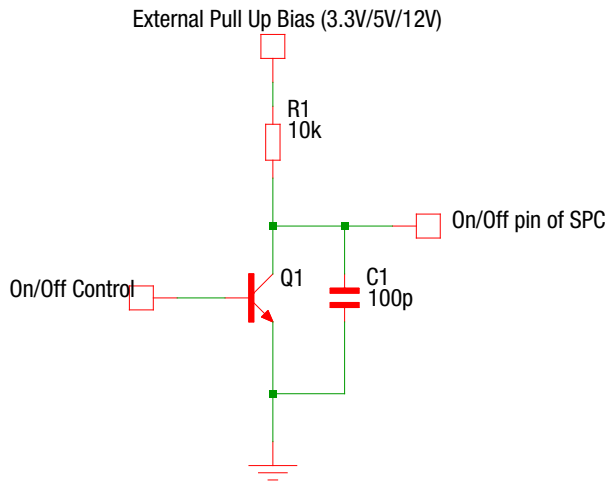 External Pull Up Bias (3.3V/5V/12V)
R1
10k
On/Off pin of SPC
On/Off Control
Q1
C1
100p